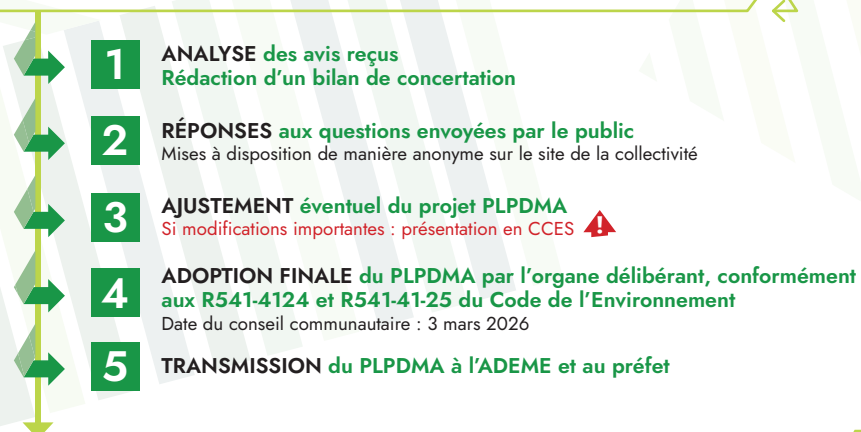 1
ANALYSE des avis reçus
Rédaction d'un bilan de concertation
2
RÉPONSES aux questions envoyées par le public
Mises à disposition de manière anonyme sur le site de la collectivité
3
AJUSTEMENT éventuel du projet PLPDMA
Si modifications importantes : présentation en CCES
4
ADOPTION FINALE du PLPDMA par l'organe délibérant, conformément
aux R541-4124 et R541-41-25 du Code de l'Environnement
Date du conseil communautaire : 3 mars 2026
5
TRANSMISSION du PLPDMA à l'ADEME et au préfet